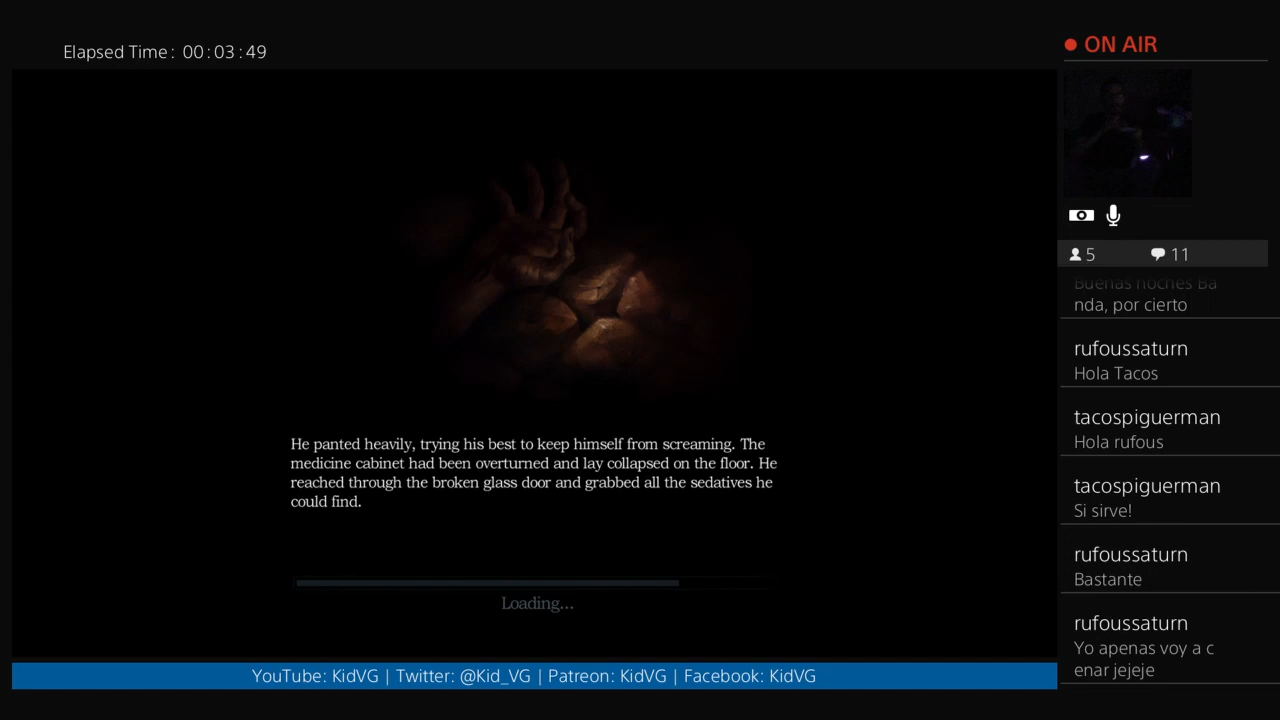 Elapsed Time: 00:03:49
ON AIR
5
11
Buenas noches Ba
nda, por cierto
rufoussaturn
Hola Tacos
tacospiguerman
Hola rufous
tacospiguerman
Si sirve!
rufoussaturn
Bastante
rufoussaturn
Yo apenas voy a c
enar jejeje
He panted heavily, trying his best to keep himself from screaming. The
medicine cabinet had been overturned and lay collapsed on the floor. He
reached through the broken glass door and grabbed all the sedatives he
could find.
Loading...
YouTube: KidVG | Twitter: @Kid_VG | Patreon: KidVG | Facebook: KidVG